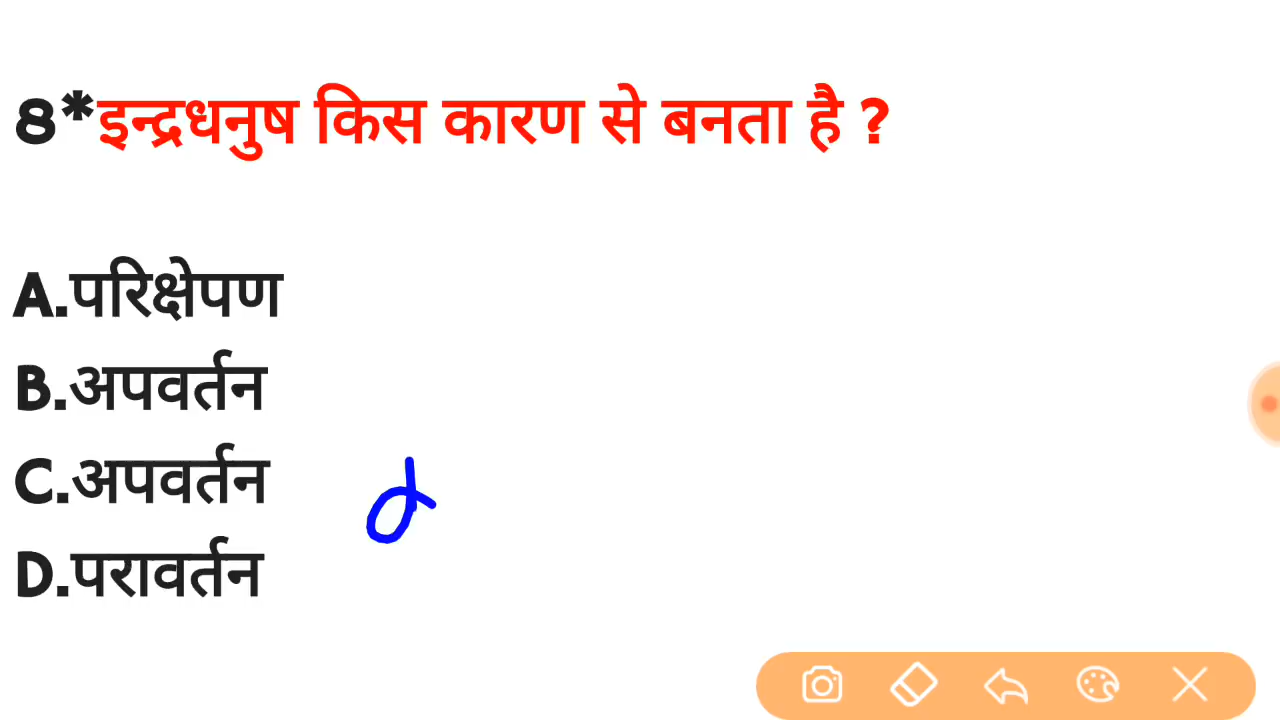 8*इन्द्रधनुष किस कारण से बनता है ?
A.परिक्षेपण
B.अपवर्तन
C.अपवर्तन
D.परावर्तन